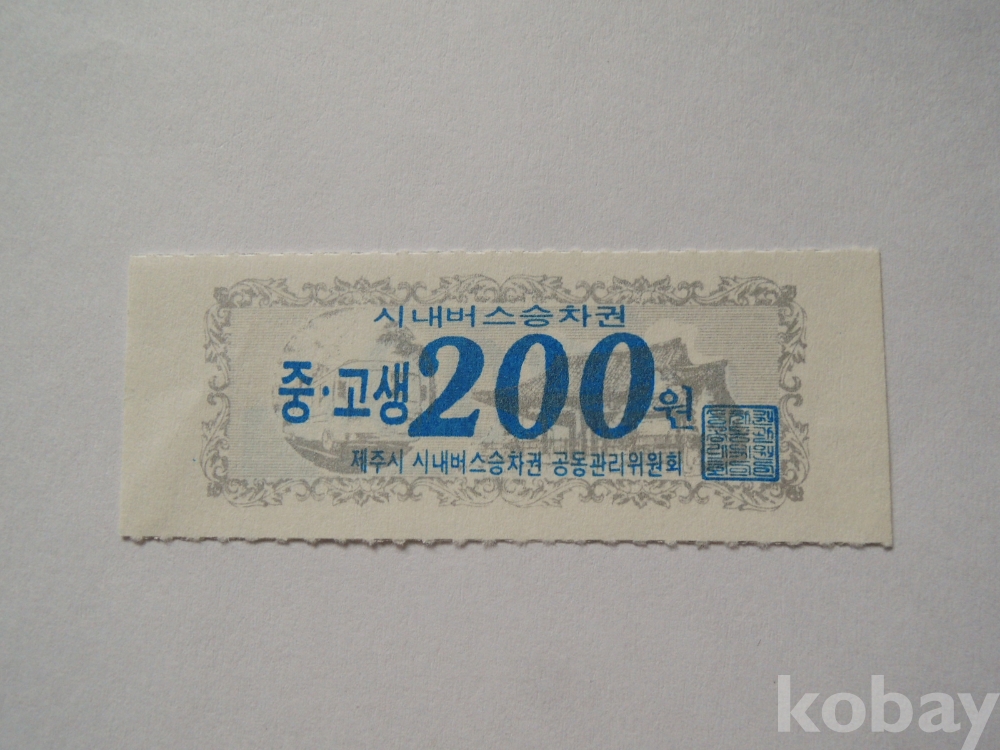 시내버스승차권
중·고생 200원
제주시 시내버스승차권 공동관리위원회
kobay